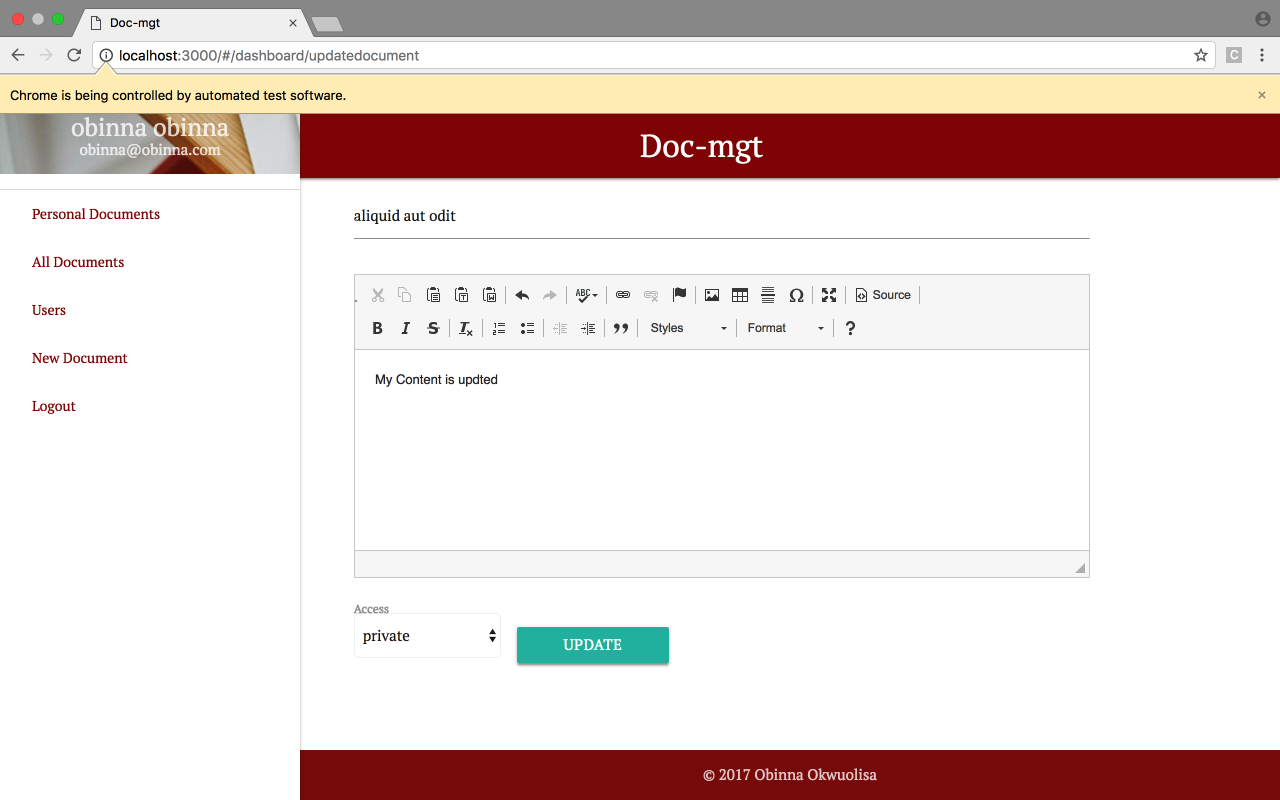 Doc-mgt
localhost:3000/#/dashboard/updatedocument
Chrome is being controlled by automated test software.
obinna obinna
obinna@obinna.com
Doc-mgt
Personal Documents
All Documents
Users
New Document
Logout
aliquid aut odit
Source
Styles
Format
My Content is updted
Access
private
UPDATE
© 2017 Obinna Okwuolisa